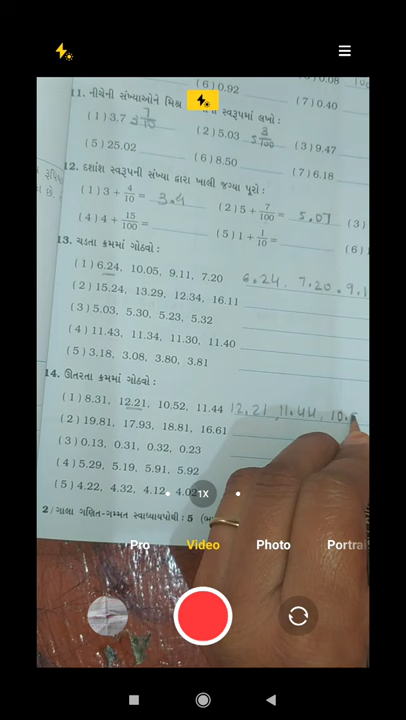 (6) 0.92
11. નીચેની સંખ્યાઓને મિશ્ર સ્વરૂપમાં લખો :
(7) 0.40
(1) 3.7 3 7/10
(2) 5.03 5 3/100
(3) 9.47
(5) 25.02
(6) 8.50
(7) 6.18
12. દશાંશ સ્વરૂપની સંખ્યા દ્વારા ખાલી જગ્યા પૂરો :
(1) 3 + 4/10 = 3.4
(2) 5 + 7/100 = 5.07
(3)
(4) 4 + 15/100 =
(5) 1 + 1/10 =
(6)
13. ચડતા ક્રમમાં ગોઠવો :
(1) 6.24, 10.05, 9.11, 7.20 6.24, 7.20, 9.1
(2) 15.24, 13.29, 12.34, 16.11
(3) 5.03, 5.30, 5.23, 5.32
(4) 11.43, 11.34, 11.30, 11.40
(5) 3.18, 3.08, 3.80, 3.81
14. ઊતરતા ક્રમમાં ગોઠવો :
(1) 8.31, 12.21, 10.52, 11.44 12.21, 11.44, 10.5
(2) 19.81, 17.93, 18.81, 16.61
(3) 0.13, 0.31, 0.32, 0.23
(4) 5.29, 5.19, 5.91, 5.92
(5) 4.22, 4.32, 4.12, 4.02
1X
2/ ગાલા ગણિત-ગમ્મત સ્વાધ્યાયપોથી : 5
Pro Video Photo Portrai